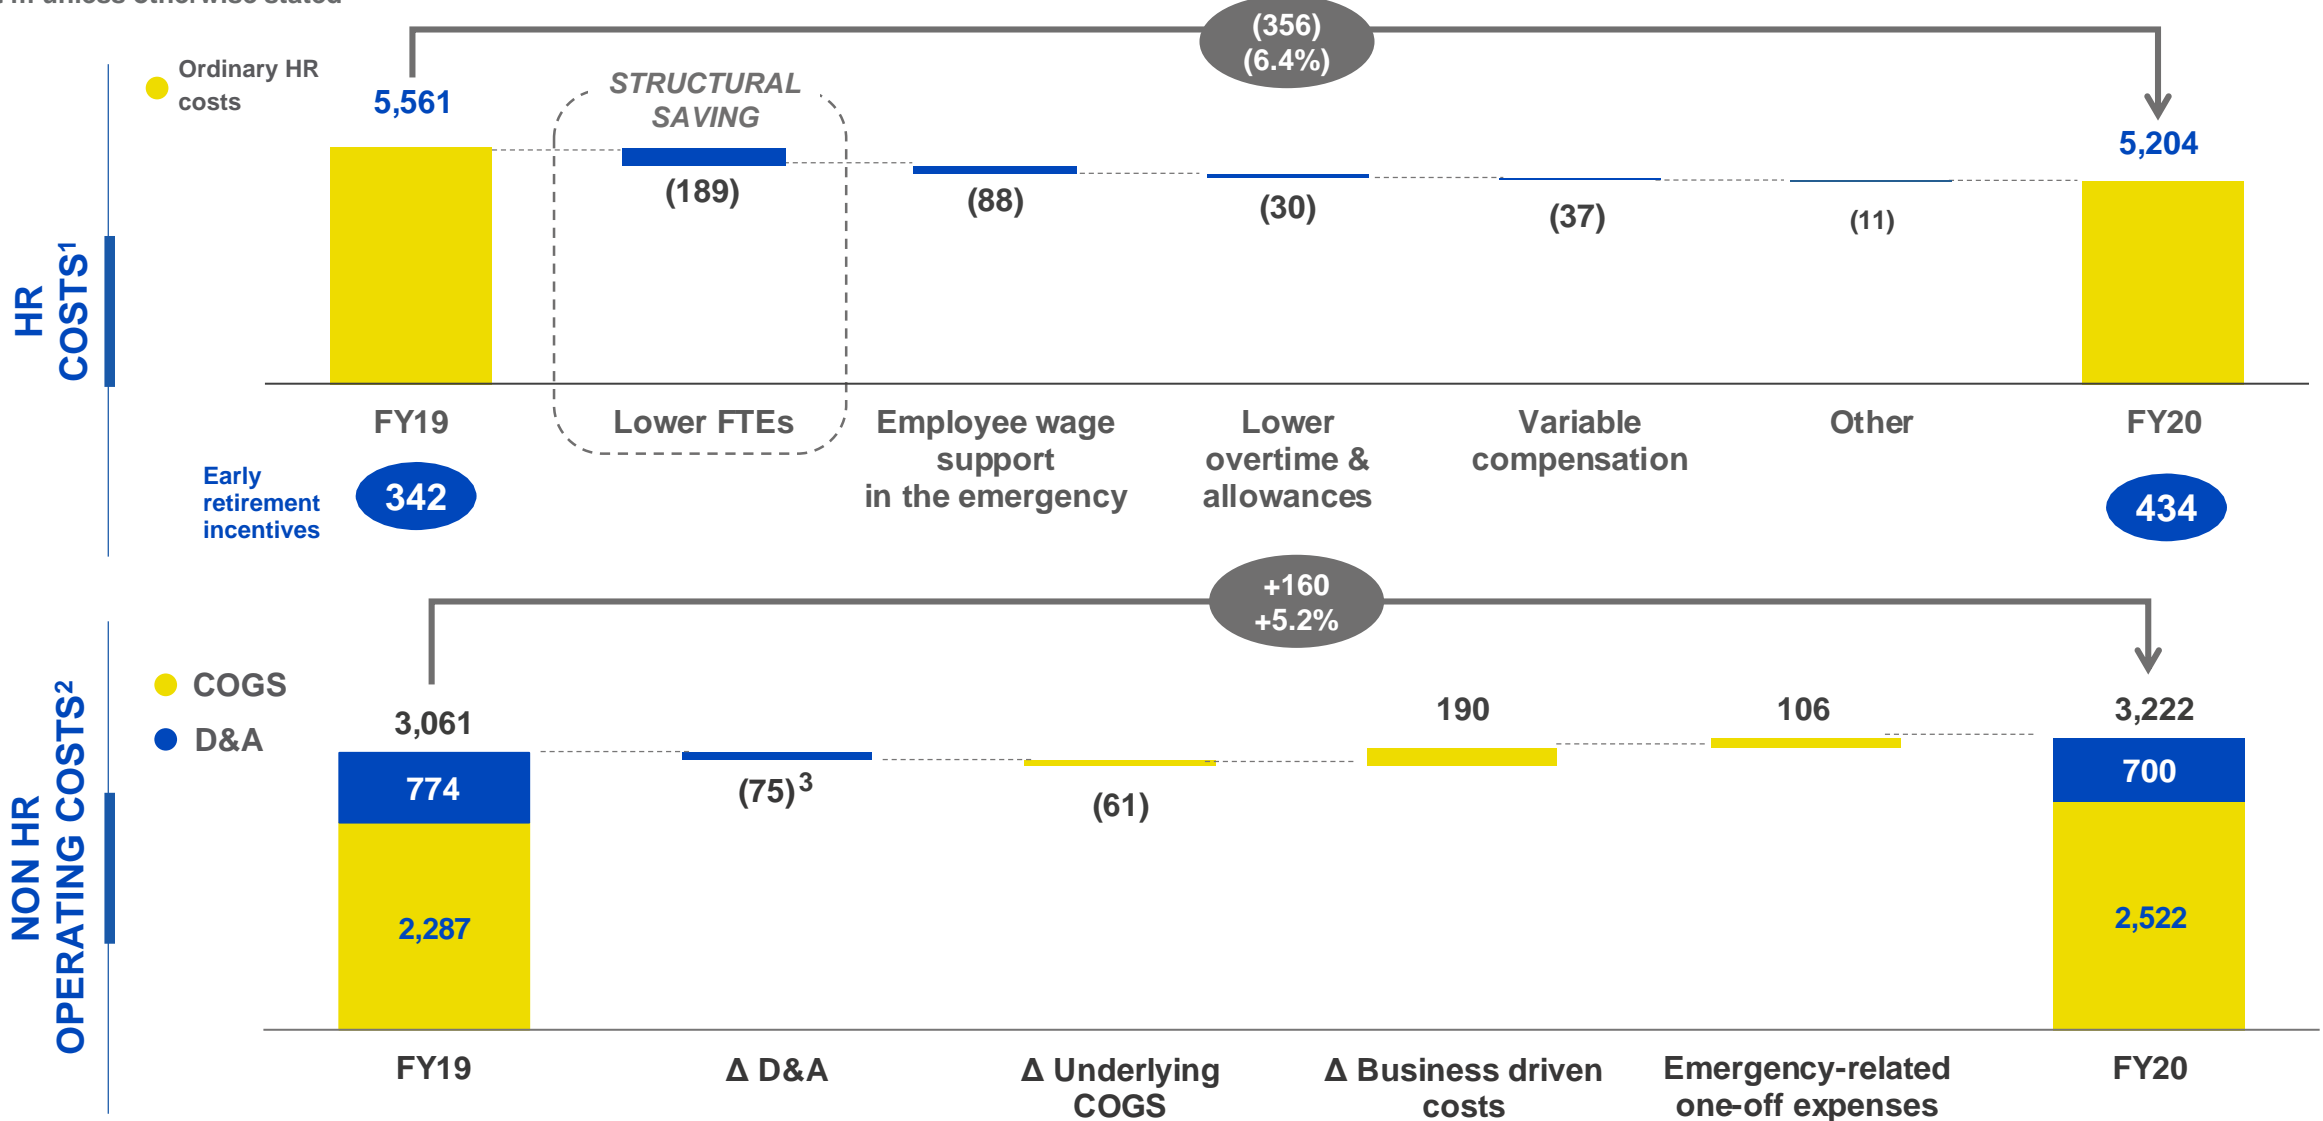 unless otherwise stated
(356)
(6.4%)
Ordinary HR
costs
5,561
STRUCTURAL
SAVING
5,204
(189)
(88)
(30)
(37)
(11)
HR
COSTS1
FY19
Lower FTEs
Employee wage
support
in the emergency
Lower
overtime &
allowances
Variable
compensation
Other
FY20
Early
retirement
incentives
342
434
+160
+5.2%
COGS
D&A
3,061
190
106
3,222
774
(75)3
(61)
700
2,287
2,522
NON HR
OPERATING COSTS2
FY19
Δ D&A
Δ Underlying
COGS
Δ Business driven
costs
Emergency-related
one-off expenses
FY20